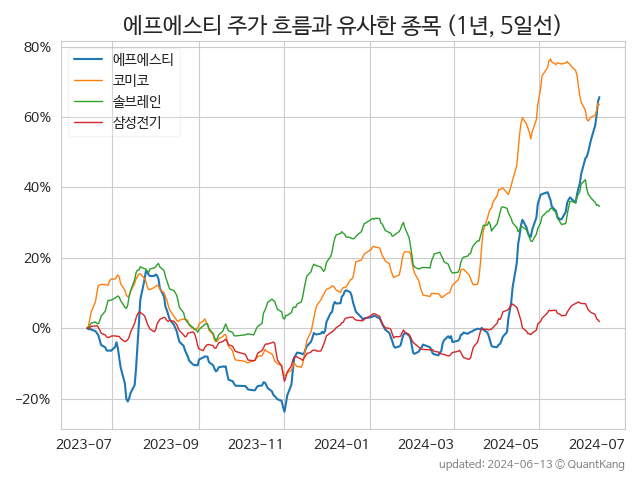 에프에스티 주가 흐름과 유사한 종목 (1년, 5일선)
80%
60%
40%
20%
0%
−20%
에프에스티
코미코
솔브레인
삼성전기
2023-07
2023-09
2023-11
2024-01
2024-03
2024-05
2024-07
updated: 2024-06-13 © QuantKang